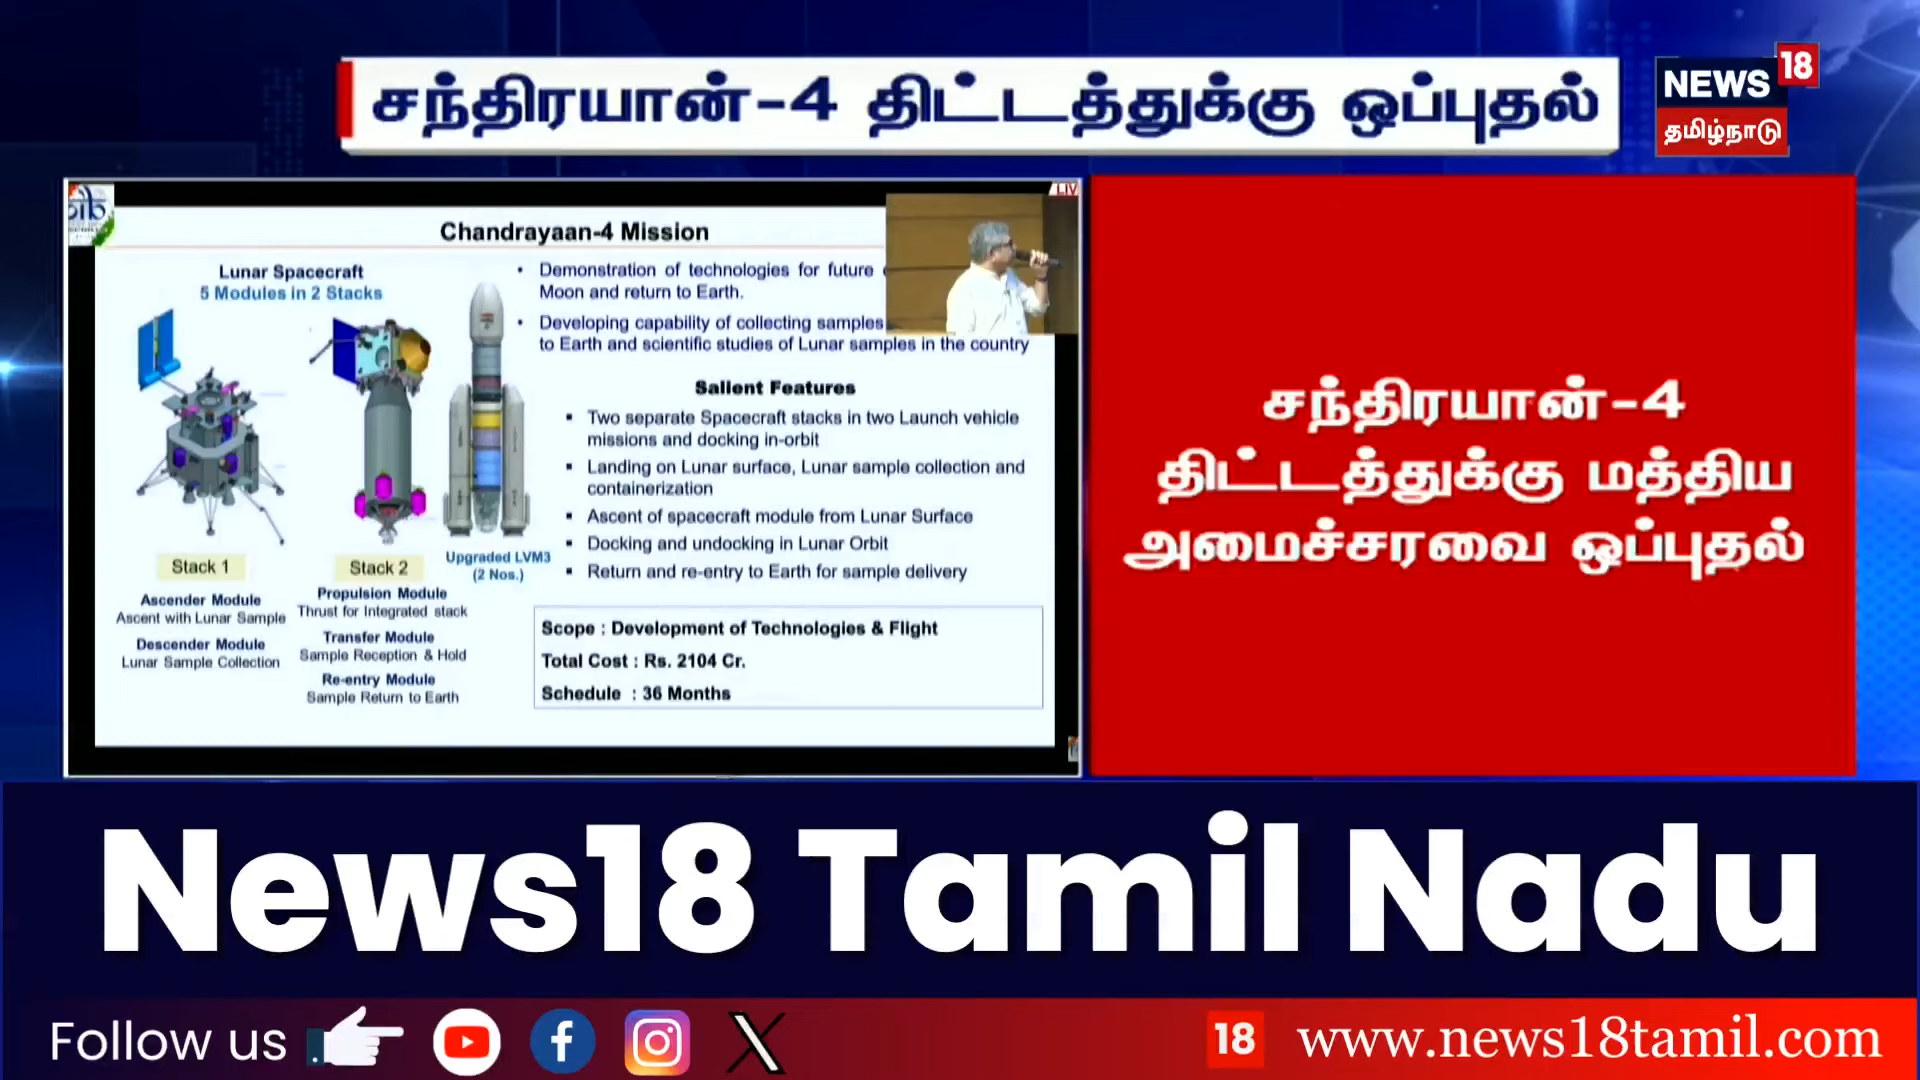 சந்திரயான்-4 திட்டத்துக்கு ஒப்புதல்
NEWS 18
தமிழ்நாடு
LIV
Chandrayaan-4 Mission
Lunar Spacecraft
5 Modules in 2 Stacks
• Demonstration of technologies for future
Moon and return to Earth.
• Developing capability of collecting samples
to Earth and scientific studies of Lunar samples in the country
Salient Features
▪ Two separate Spacecraft stacks in two Launch vehicle
missions and docking in-orbit
▪ Landing on Lunar surface, Lunar sample collection and
containerization
▪ Ascent of spacecraft module from Lunar Surface
▪ Docking and undocking in Lunar Orbit
▪ Return and re-entry to Earth for sample delivery
Stack 1
Ascender Module
Ascent with Lunar Sample
Descender Module
Lunar Sample Collection
Stack 2
Propulsion Module
Thrust for Integrated stack
Transfer Module
Sample Reception & Hold
Re-entry Module
Sample Return to Earth
Upgraded LVM3
(2 Nos.)
Scope : Development of Technologies & Flight
Total Cost : Rs. 2104 Cr.
Schedule : 36 Months
சந்திரயான்-4
திட்டத்துக்கு மத்திய
அமைச்சரவை ஒப்புதல்
News18 Tamil Nadu
Follow us
18 www.news18tamil.com